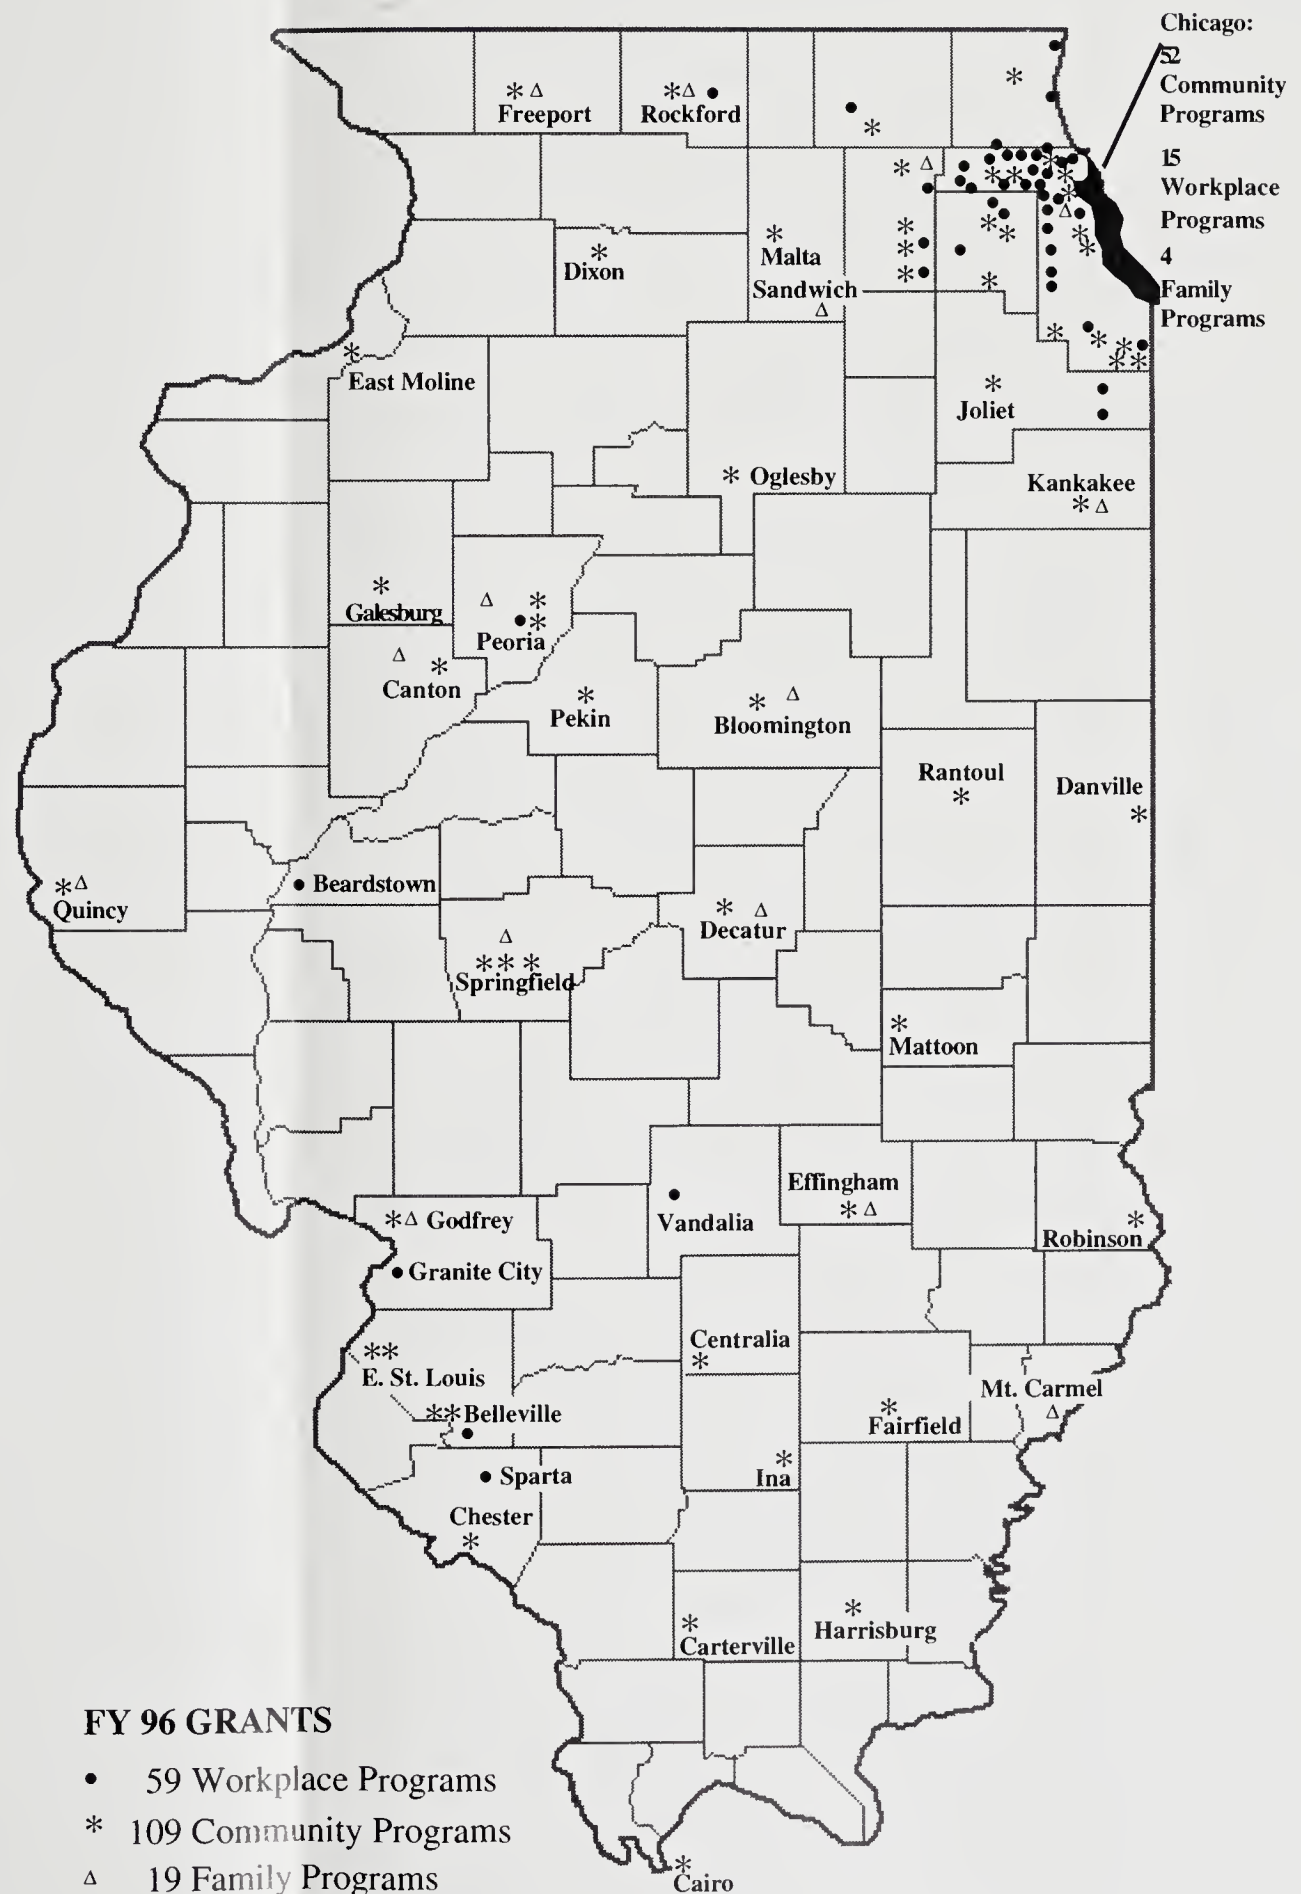 Chicago:
52
Community
Programs
15
Workplace
Programs
4
Family
Programs
* Δ
Freeport
*Δ ●
Rockford
*
Dixon
*
Malta
Sandwich
Δ
*
East Moline
*
Joliet
* Oglesby
Kankakee
* Δ
*
Galesburg
Δ ● * *
Peoria
Δ *
Canton
*
Pekin
* Δ
Bloomington
Rantoul
*
Danville
*
● Beardstown
*Δ
Quincy
* Δ
Decatur
Δ
* * *
Springfield
*
Mattoon
Effingham
* Δ
●
Vandalia
*Δ Godfrey
*
Robinson
● Granite City
Centralia
*
**
E. St. Louis
Mt. Carmel
Δ
**Belleville
●
*
Fairfield
● Sparta
*
Ina
Chester
*
*
Harrisburg
*
Carterville
FY 96 GRANTS
● 59 Workplace Programs
* 109 Community Programs
Δ 19 Family Programs
*
Cairo